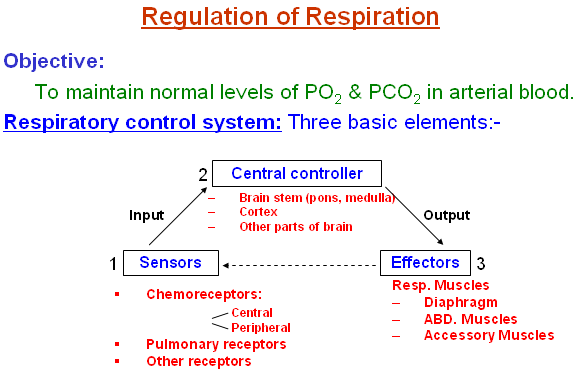 Regulation of Respiration
Objective:
To maintain normal levels of PO2 & PCO2 in arterial blood.
Respiratory control system: Three basic elements:-
2 Central controller
– Brain stem (pons, medulla)
– Cortex
– Other parts of brain
Input
Output
1 Sensors
Effectors 3
▪ Chemoreceptors:
Central
Peripheral
▪ Pulmonary receptors
▪ Other receptors
Resp. Muscles
– Diaphragm
– ABD. Muscles
– Accessory Muscles